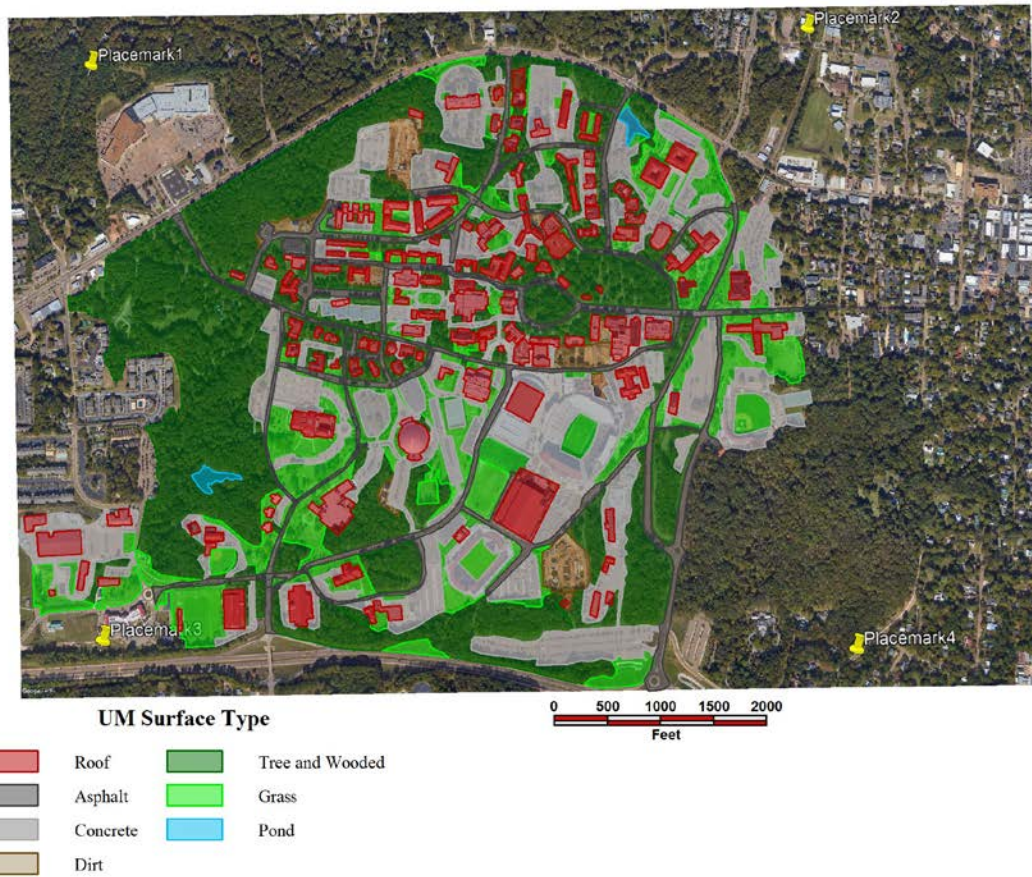 Placemark1
Placemark2
Placemark3
Placemark4
UM Surface Type
0 500 1000 1500 2000
Feet
Roof
Tree and Wooded
Asphalt
Grass
Concrete
Pond
Dirt